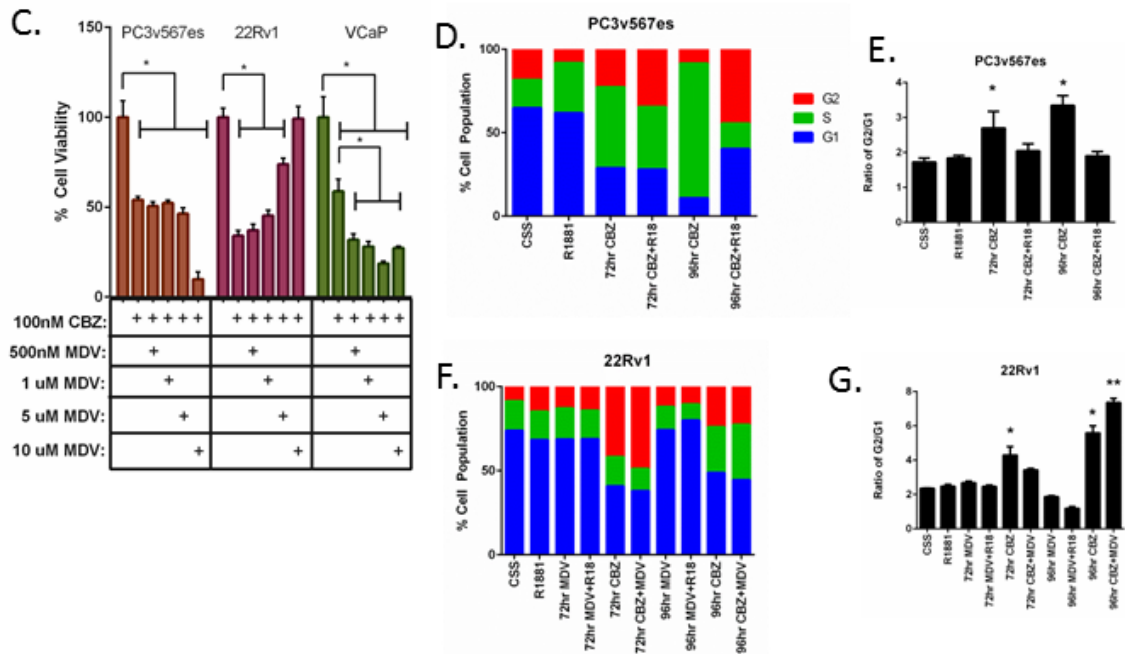 C.
PC3v567es 22Rv1 VCaP
150
100
50
0
% Cell Viability
* * * *
100nM CBZ: + + + + + + + + + + + + + + +
500nM MDV: + + +
1 uM MDV: + + +
5 uM MDV: + + +
10 uM MDV: + + +
D.
PC3v567es
100
50
0
% Cell Population
G2
S
G1
CSS
R1881
72hr CBZ
72hr CBZ+R18
96hr CBZ
96hr CBZ+R18
E.
PC3v567es
4
3
2
1
0
Ratio of G2/G1
* *
CSS
R1881
72hr CBZ
72hr CBZ+R18
96hr CBZ
96hr CBZ+R18
F.
22Rv1
100
50
0
% Cell Population
CSS
R1881
72hr MDV
72hr MDV+R18
72hr CBZ
72hr CBZ+MDV
96hr MDV
96hr MDV+R18
96hr CBZ
96hr CBZ+MDV
G.
22Rv1
8
6
4
2
0
Ratio of G2/G1
* * **
CSS
R1881
72hr MDV
72hr MDV+R18
72hr CBZ
72hr CBZ+MDV
96hr MDV
96hr MDV+R18
96hr CBZ
96hr CBZ+MDV